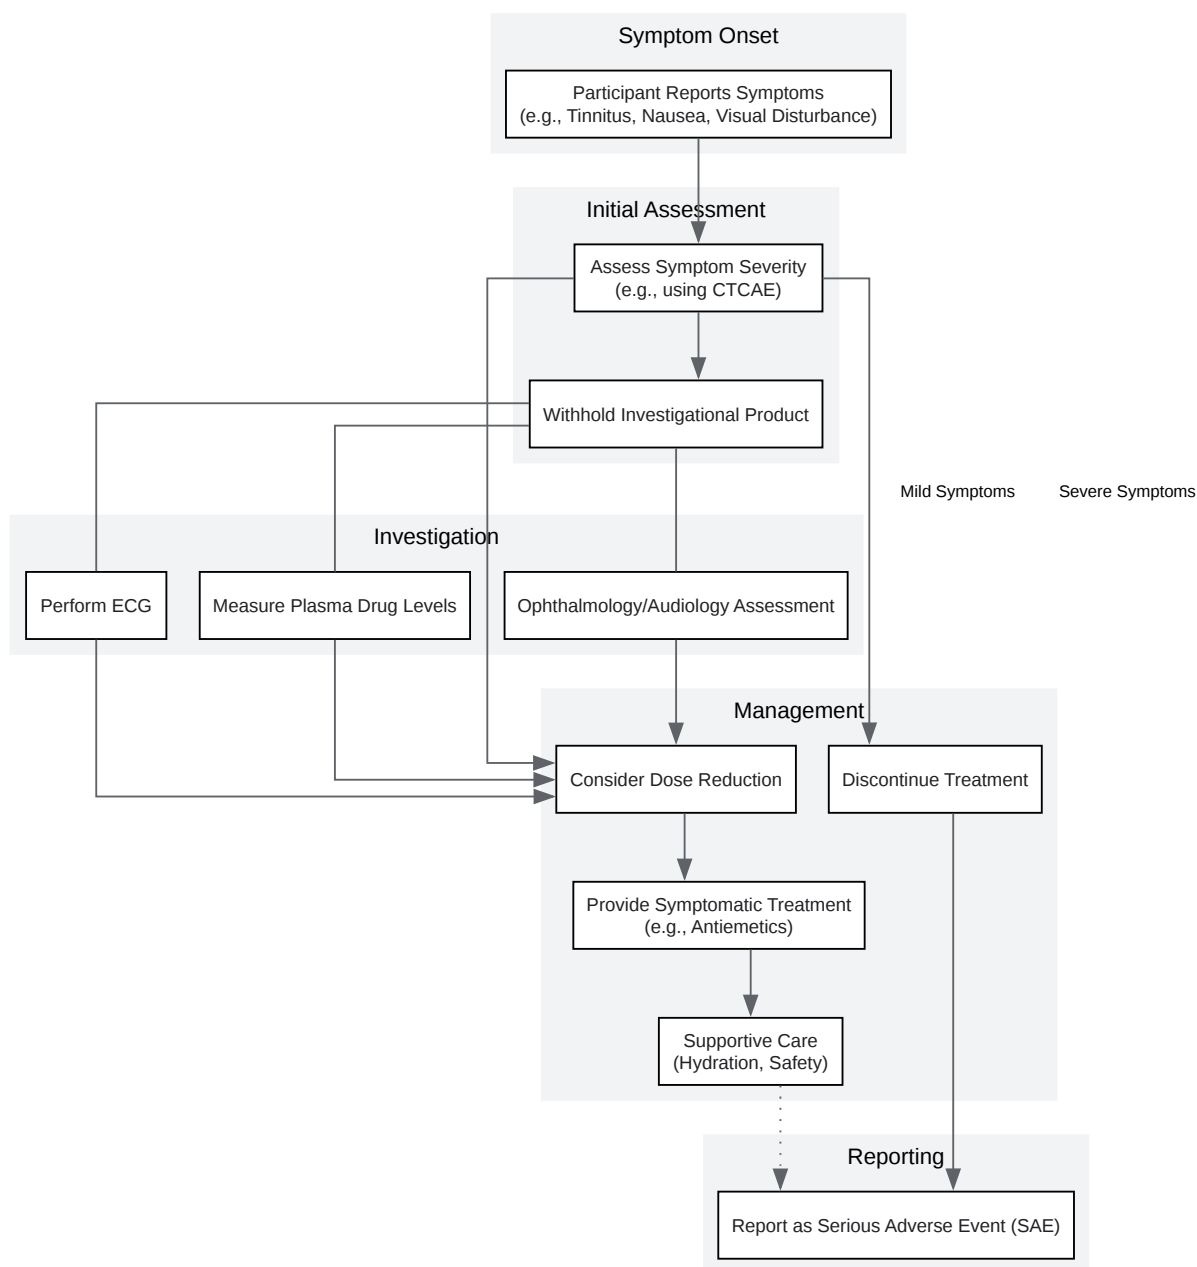 Symptom Onset
Participant Reports Symptoms
(e.g., Tinnitus, Nausea, Visual Disturbance)
Initial Assessment
Assess Symptom Severity
(e.g., using CTCAE)
Withhold Investigational Product
Mild Symptoms
Severe Symptoms
Investigation
Perform ECG
Measure Plasma Drug Levels
Ophthalmology/Audiology Assessment
Management
Consider Dose Reduction
Discontinue Treatment
Provide Symptomatic Treatment
(e.g., Antiemetics)
Supportive Care
(Hydration, Safety)
Reporting
Report as Serious Adverse Event (SAE)